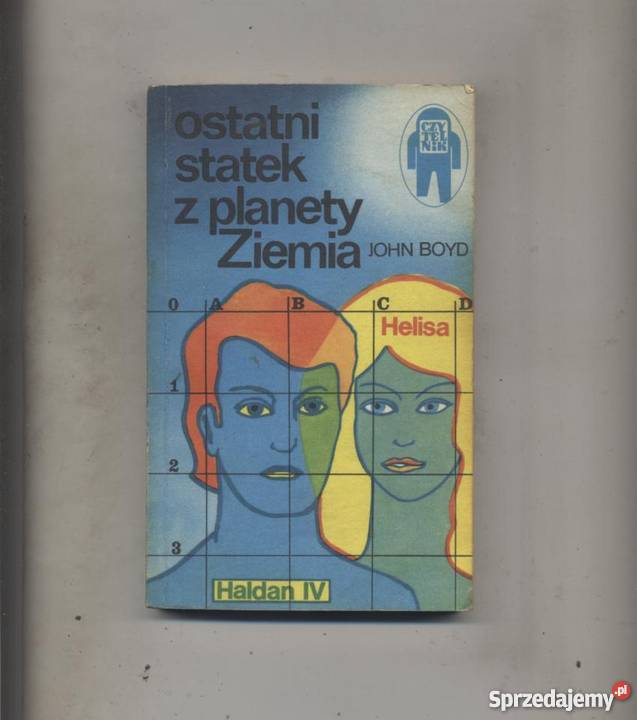 ostatni
statek
z planety
Ziemia
JOHN BOYD
CZY
TEL
NIK
0 A B C D
Helisa
1
2
3
Haldan IV
Sprzedajemy.pl